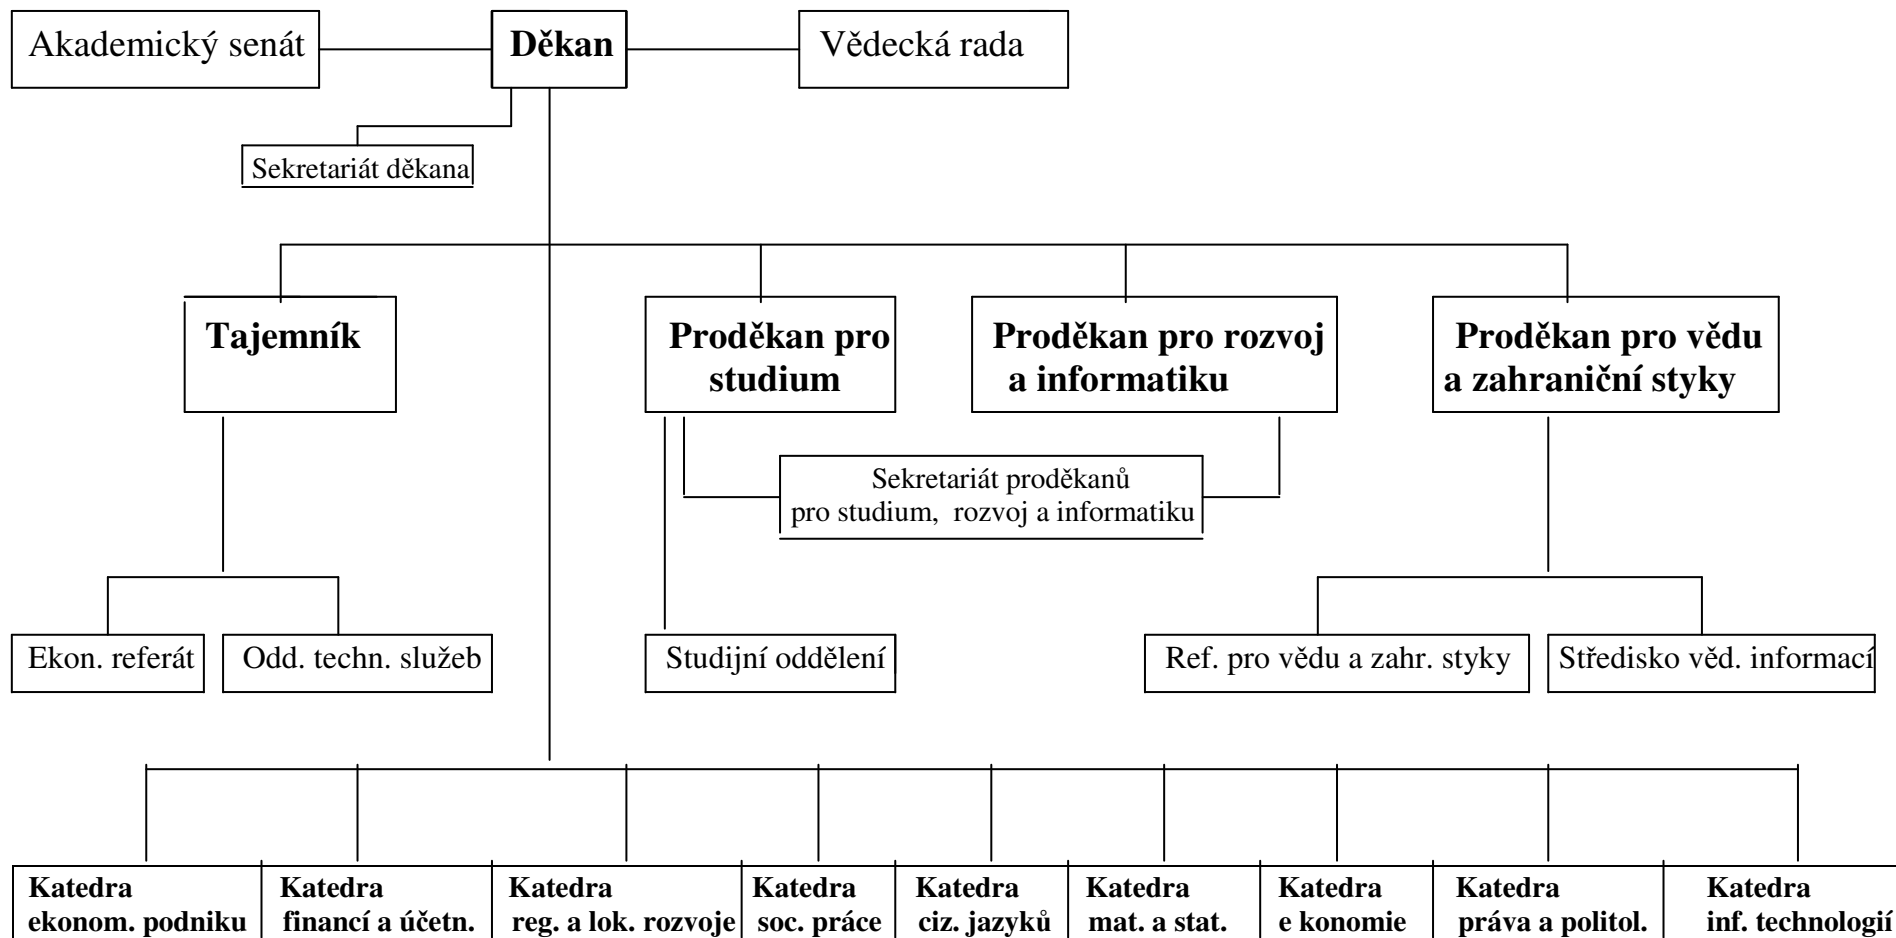 Akademický senát
Děkan
Vědecká rada
Sekretariát děkana
Tajemník
Proděkan pro
studium
Proděkan pro rozvoj
a informatiku
Proděkan pro vědu
a zahraniční styky
Sekretariát proděkanů
pro studium, rozvoj a informatiku
Ekon. referát
Odd. techn. služeb
Studijní oddělení
Ref. pro vědu a zahr. styky
Středisko věd. informací
Katedra
ekonom. podniku
Katedra
financí a účetn.
Katedra
reg. a lok. rozvoje
Katedra
soc. práce
Katedra
ciz. jazyků
Katedra
mat. a stat.
Katedra
e konomie
Katedra
práva a politol.
Katedra
inf. technologií